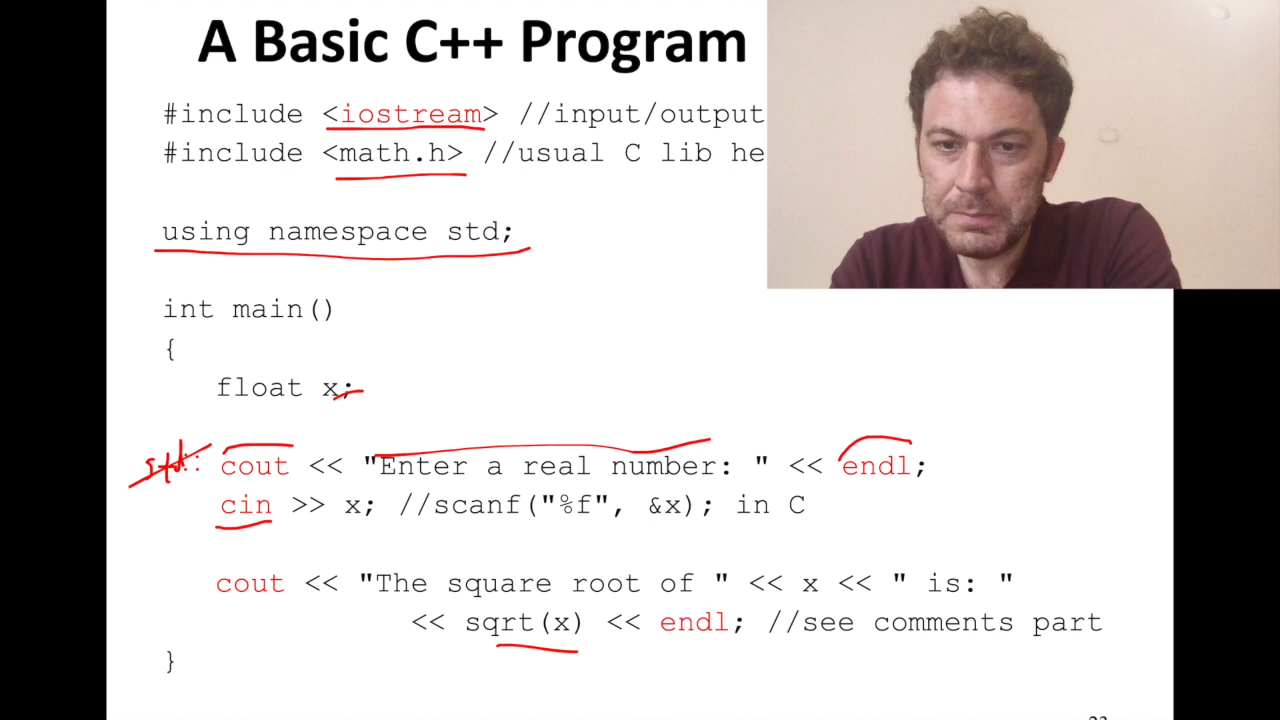 A Basic C++ Program
#include <iostream> //input/output
#include <math.h> //usual C lib he
using namespace std;
int main()
{
float x;
std:: cout << "Enter a real number: " << endl;
cin >> x; //scanf("%f", &x); in C
cout << "The square root of " << x << " is: "
<< sqrt(x) << endl; //see comments part
}